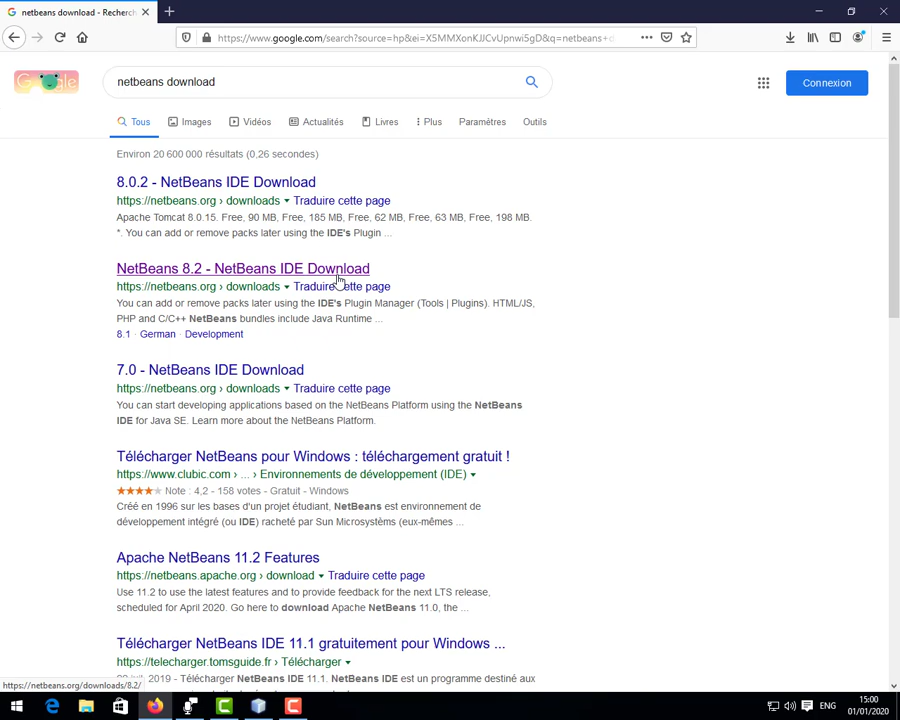 netbeans download - Recherch
https://www.google.com/search?source=hp&ei=X5MMXonKJJCvUpnwi5gD&q=netbeans+d
Google
netbeans download
Connexion
Tous
Images
Vidéos
Actualités
Livres
Plus
Paramètres
Outils
Environ 20 600 000 résultats (0,26 secondes)
8.0.2 - NetBeans IDE Download
https://netbeans.org › downloads Traduire cette page
Apache Tomcat 8.0.15. Free, 90 MB, Free, 185 MB, Free, 62 MB, Free, 63 MB, Free, 198 MB.
*. You can add or remove packs later using the IDE's Plugin ...
NetBeans 8.2 - NetBeans IDE Download
https://netbeans.org › downloads Traduire cette page
You can add or remove packs later using the IDE's Plugin Manager (Tools | Plugins). HTML/JS,
PHP and C/C++ NetBeans bundles include Java Runtime ...
8.1 · German · Development
7.0 - NetBeans IDE Download
https://netbeans.org › downloads Traduire cette page
You can start developing applications based on the NetBeans Platform using the NetBeans
IDE for Java SE. Learn more about the NetBeans Platform.
Télécharger NetBeans pour Windows : téléchargement gratuit !
https://www.clubic.com › ... › Environnements de développement (IDE)
Note : 4,2 - 158 votes - Gratuit - Windows
Créé en 1996 sur les bases d'un projet étudiant, NetBeans est environnement de
développement intégré (ou IDE) racheté par Sun Microsystèms (eux-mêmes ...
Apache NetBeans 11.2 Features
https://netbeans.apache.org › download Traduire cette page
Use 11.2 to use the latest features and to provide feedback for the next LTS release,
scheduled for April 2020. Go here to download Apache NetBeans 11.0, the ...
Télécharger NetBeans IDE 11.1 gratuitement pour Windows ...
https://telecharger.tomsguide.fr › Télécharger
2019 - Télécharger NetBeans IDE 11.1. NetBeans IDE est un programme destiné aux
https://netbeans.org/downloads/8.2/
ENG
15:00
01/01/2020